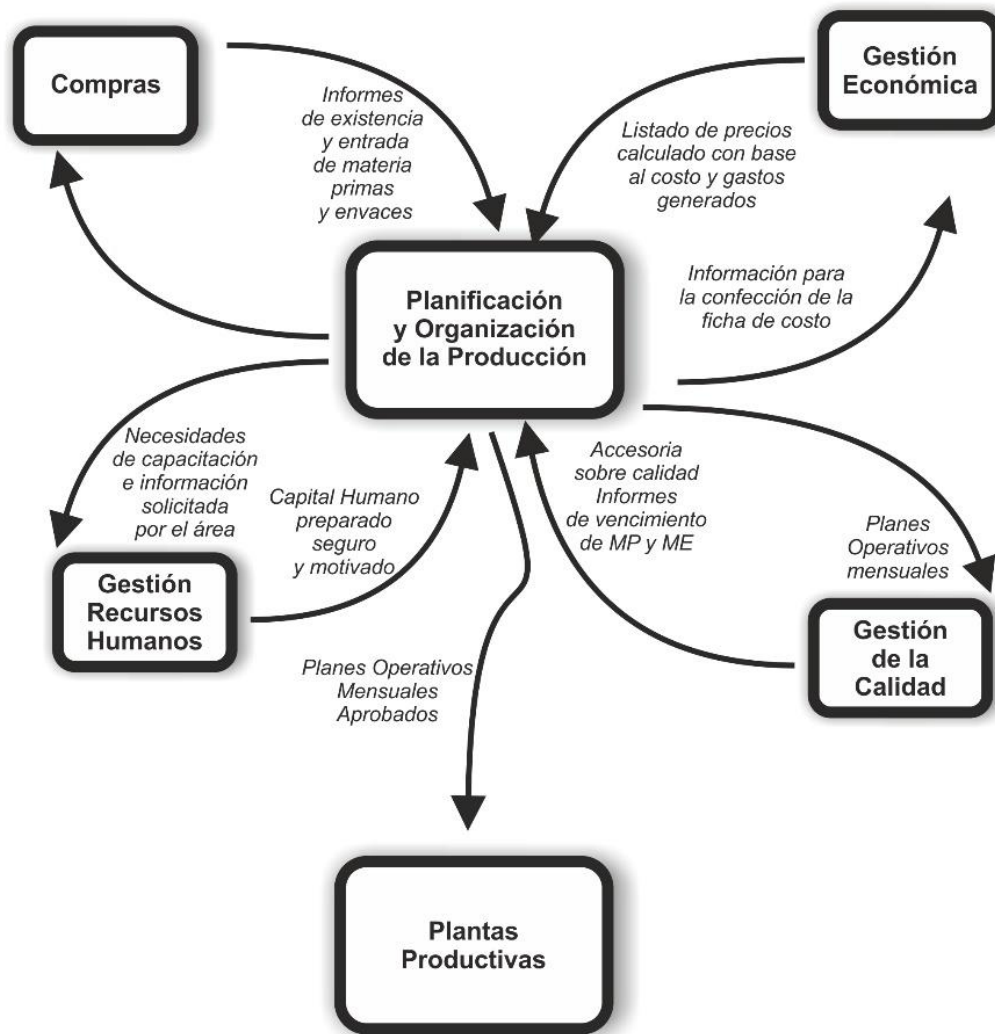 Compras
Informes
de existencia
y entrada
de materia
primas
y envaces
Gestión
Económica
Listado de precios
calculado con base
al costo y gastos
generados
Planificación
y Organización
de la Producción
Información para
la confección de la
ficha de costo
Necesidades
de capacitación
e información
solicitada
por el área
Capital Humano
preparado
seguro
y motivado
Accesoria
sobre calidad
Informes
de vencimiento
de MP y ME
Planes
Operativos
mensuales
Gestión
Recursos
Humanos
Gestión
de la
Calidad
Planes Operativos
Mensuales
Aprobados
Plantas
Productivas